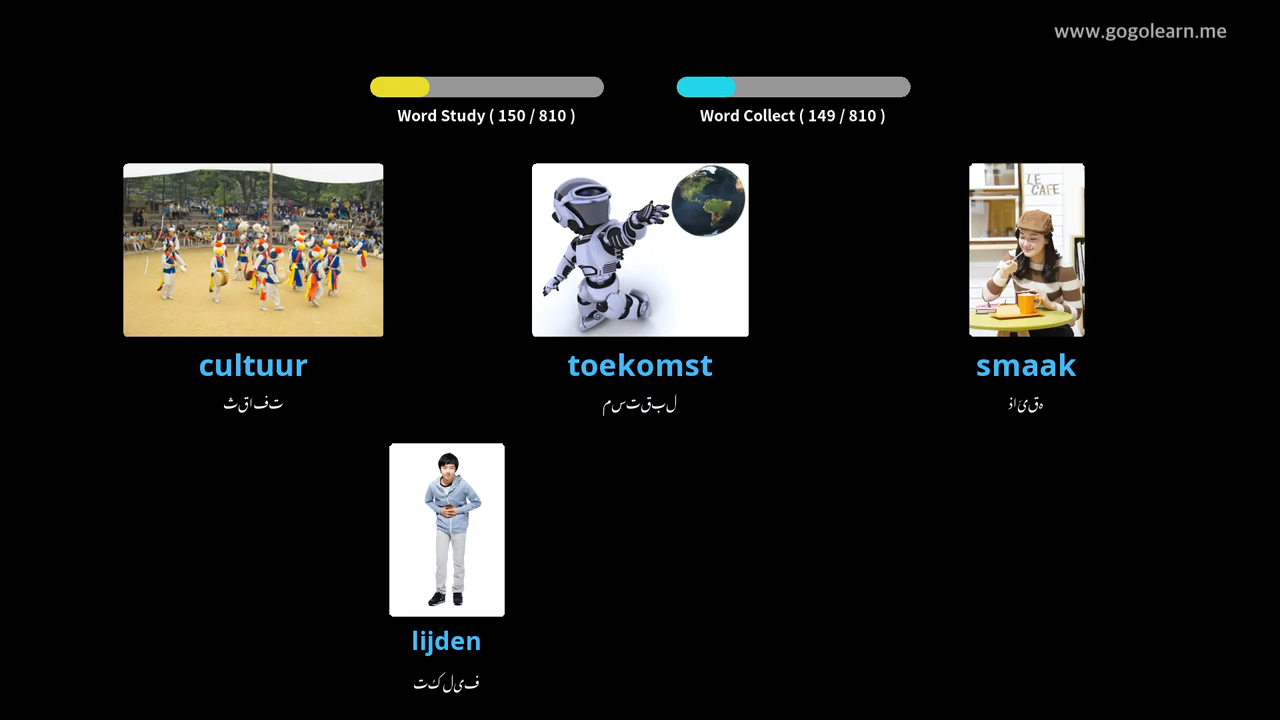 www.gogolearn.me
Word Study ( 150 / 810 )
Word Collect ( 149 / 810 )
cultuur
ثقافت
toekomst
مستقبل
smaak
ذائقہ
lijden
تکلیف